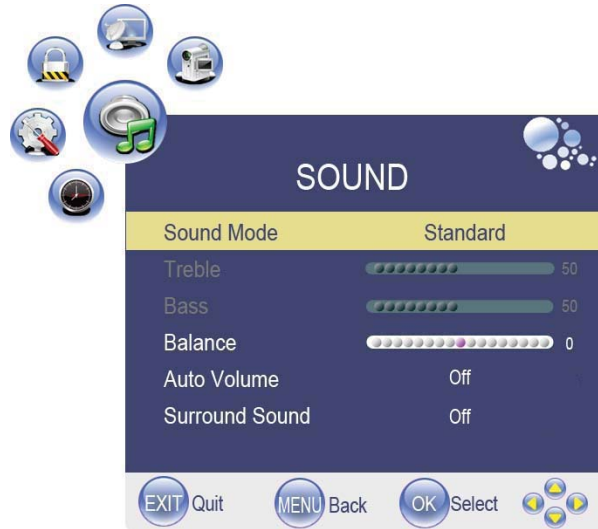 SOUND
Sound Mode Standard
Treble 50
Bass 50
Balance 0
Auto Volume Off
Surround Sound Off
EXIT Quit MENU Back OK Select